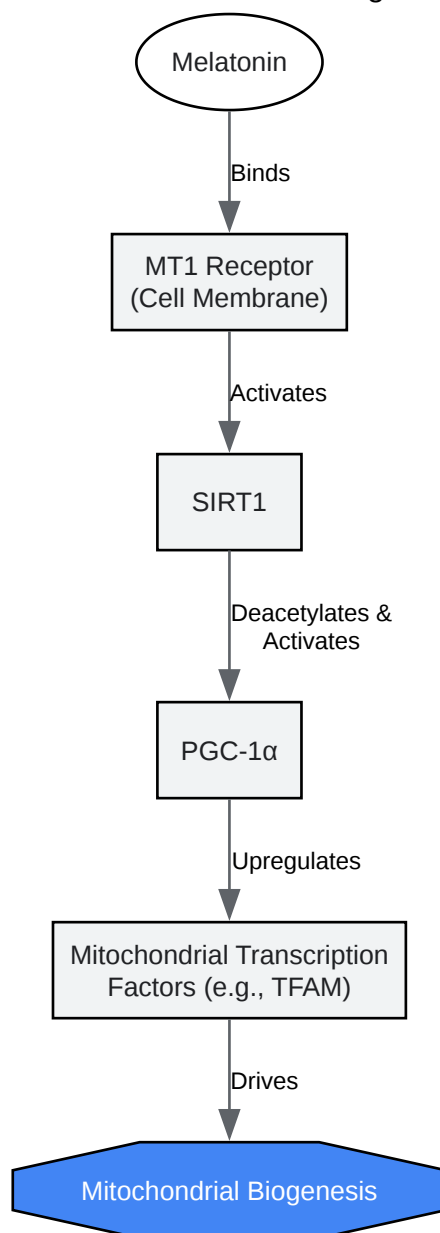 Melatonin
Binds
MT1 Receptor
(Cell Membrane)
Activates
SIRT1
Deacetylates &
Activates
PGC-1α
Upregulates
Mitochondrial Transcription
Factors (e.g., TFAM)
Drives
Mitochondrial Biogenesis